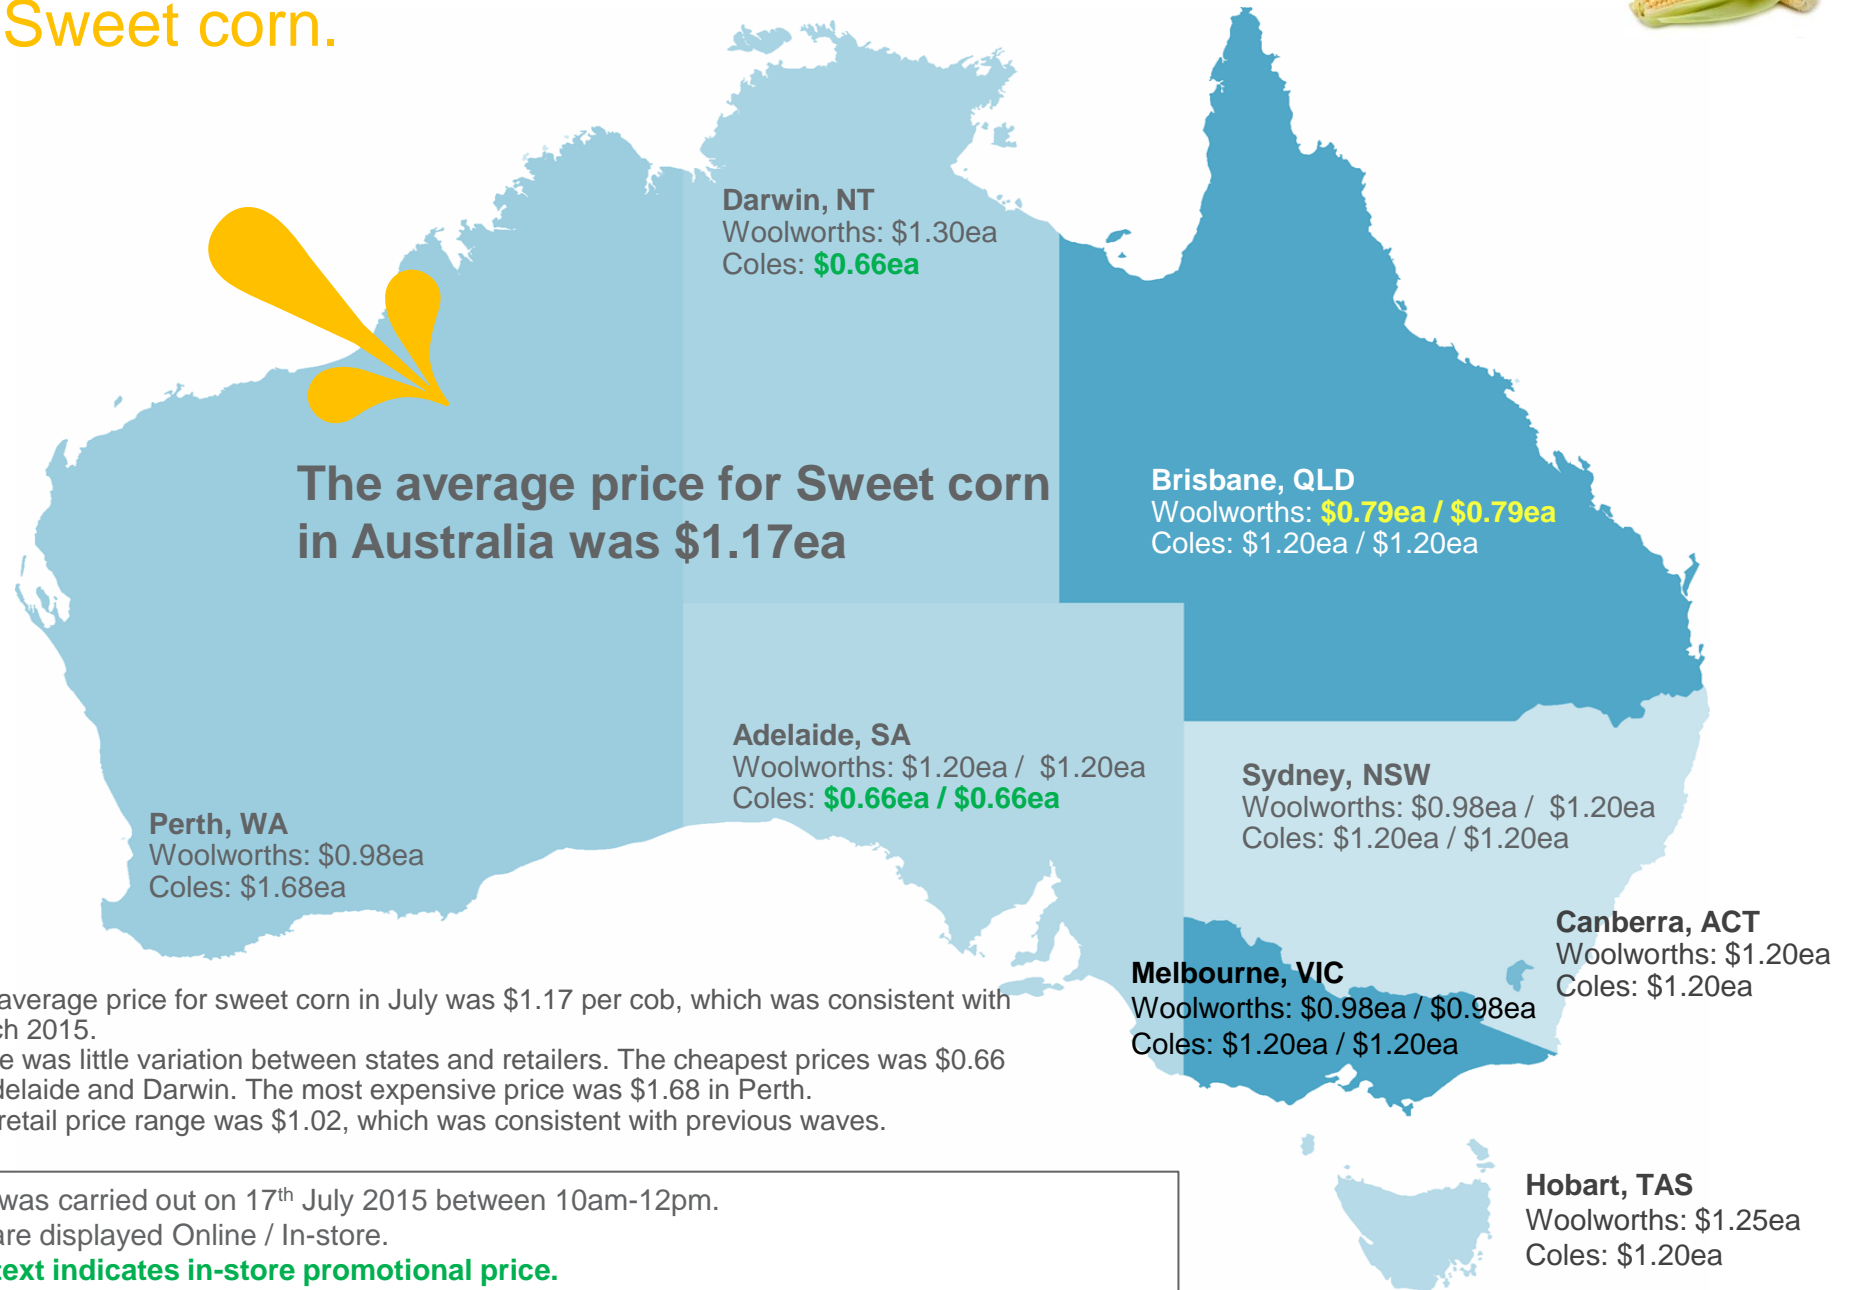 Sweet corn.
Darwin, NT
Woolworths: $1.30ea
Coles: $0.66ea
The average price for Sweet corn
in Australia was $1.17ea
Brisbane, QLD
Woolworths: $0.79ea / $0.79ea
Coles: $1.20ea / $1.20ea
Adelaide, SA
Woolworths: $1.20ea / $1.20ea
Coles: $0.66ea / $0.66ea
Sydney, NSW
Woolworths: $0.98ea / $1.20ea
Coles: $1.20ea / $1.20ea
Perth, WA
Woolworths: $0.98ea
Coles: $1.68ea
Canberra, ACT
Woolworths: $1.20ea
Coles: $1.20ea
Melbourne, VIC
Woolworths: $0.98ea / $0.98ea
Coles: $1.20ea / $1.20ea
average price for sweet corn in July was $1.17 per cob, which was consistent with
ch 2015.
e was little variation between states and retailers. The cheapest prices was $0.66
delaide and Darwin. The most expensive price was $1.68 in Perth.
retail price range was $1.02, which was consistent with previous waves.
was carried out on 17th July 2015 between 10am-12pm.
are displayed Online / In-store.
text indicates in-store promotional price.
Hobart, TAS
Woolworths: $1.25ea
Coles: $1.20ea